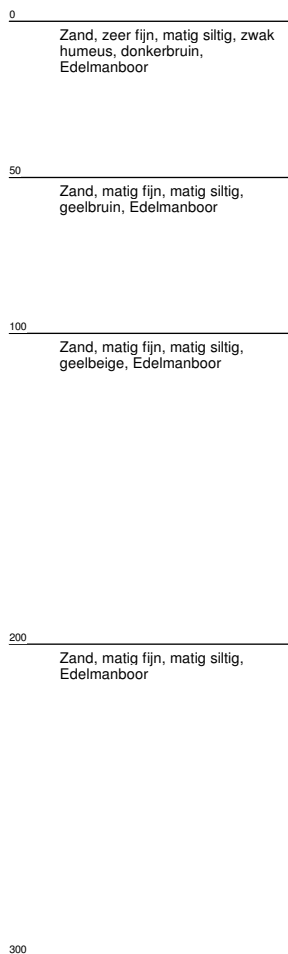 0
Zand, zeer fijn, matig siltig, zwak
humeus, donkerbruin,
Edelmanboor
50
Zand, matig fijn, matig siltig,
geelbruin, Edelmanboor
100
Zand, matig fijn, matig siltig,
geelbeige, Edelmanboor
200
Zand, matig fijn, matig siltig,
Edelmanboor
300